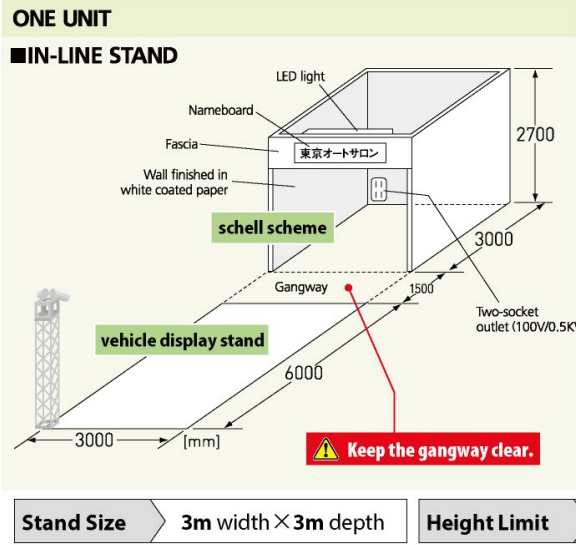 ONE UNIT
■IN-LINE STAND
LED light
Nameboard
Fascia
東京オートサロン
2700
Wall finished in
white coated paper
schell scheme
3000
Gangway
1500
Two-socket
outlet (100V/0.5K
vehicle display stand
6000
3000
[mm]
Keep the gangway clear.
Stand Size
3m width×3m depth
Height Limit